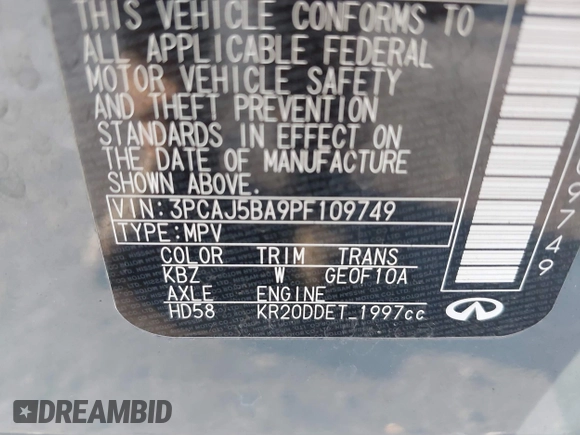 THIS VEHICLE CONFORMS TO
ALL APPLICABLE FEDERAL
MOTOR VEHICLE SAFETY
AND THEFT PREVENTION
STANDARDS IN EFFECT ON
THE DATE OF MANUFACTURE
SHOWN ABOVE.
VIN: 3PCAJ5BA9PF109749
TYPE: MPV
COLOR TRIM TRANS
KBZ W GE0F10A
AXLE ENGINE
HD58 KR20DDET_1997cc
09749
DREAMBID